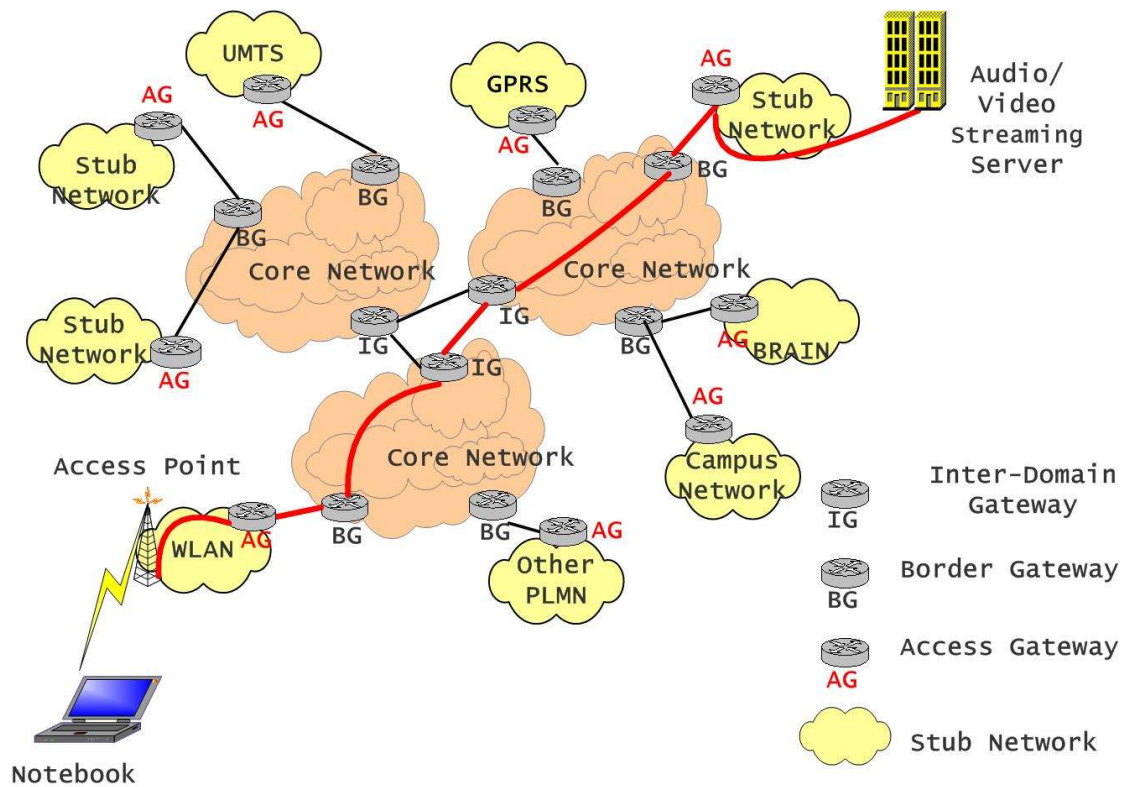 UMTS
AG
AG
Stub
Network
BG
BG
Core Network
Stub
Network
AG
IG
GPRS
AG
BG
AG
Stub
Network
BG
Audio/
Video
Streaming
Server
Core Network
IG
BG
AG
BRAIN
AG
Campus
Network
IG
Core Network
Access Point
WLAN
AG
BG
BG
AG
Other
PLMN
Notebook
IG
Inter-Domain
Gateway
BG
Border Gateway
AG
Access Gateway
Stub Network